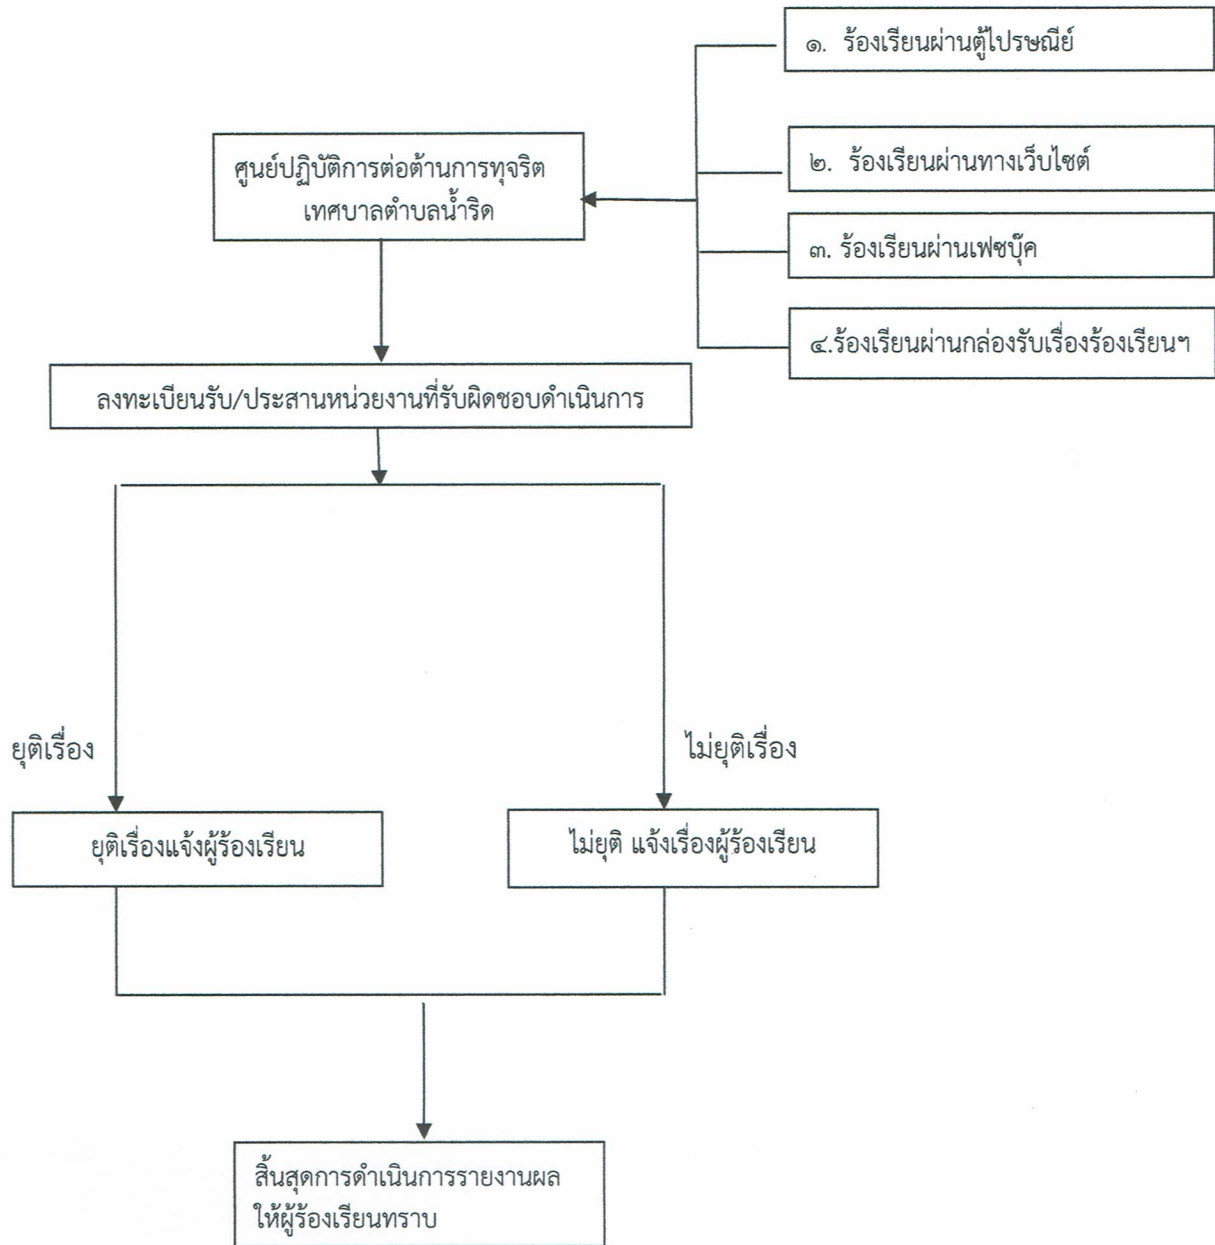 ๑. ร้องเรียนผ่านตู้ไปรษณีย์
ศูนย์ปฏิบัติการต่อต้านการทุจริต
เทศบาลตำบลน้ำริด
๒. ร้องเรียนผ่านทางเว็บไซต์
๓. ร้องเรียนผ่านเฟซบุ๊ค
๔.ร้องเรียนผ่านกล่องรับเรื่องร้องเรียนฯ
ลงทะเบียนรับ/ประสานหน่วยงานที่รับผิดชอบดำเนินการ
ยุติเรื่อง
ไม่ยุติเรื่อง
ยุติเรื่องแจ้งผู้ร้องเรียน
ไม่ยุติ แจ้งเรื่องผู้ร้องเรียน
สิ้นสุดการดำเนินการรายงานผล
ให้ผู้ร้องเรียนทราบ